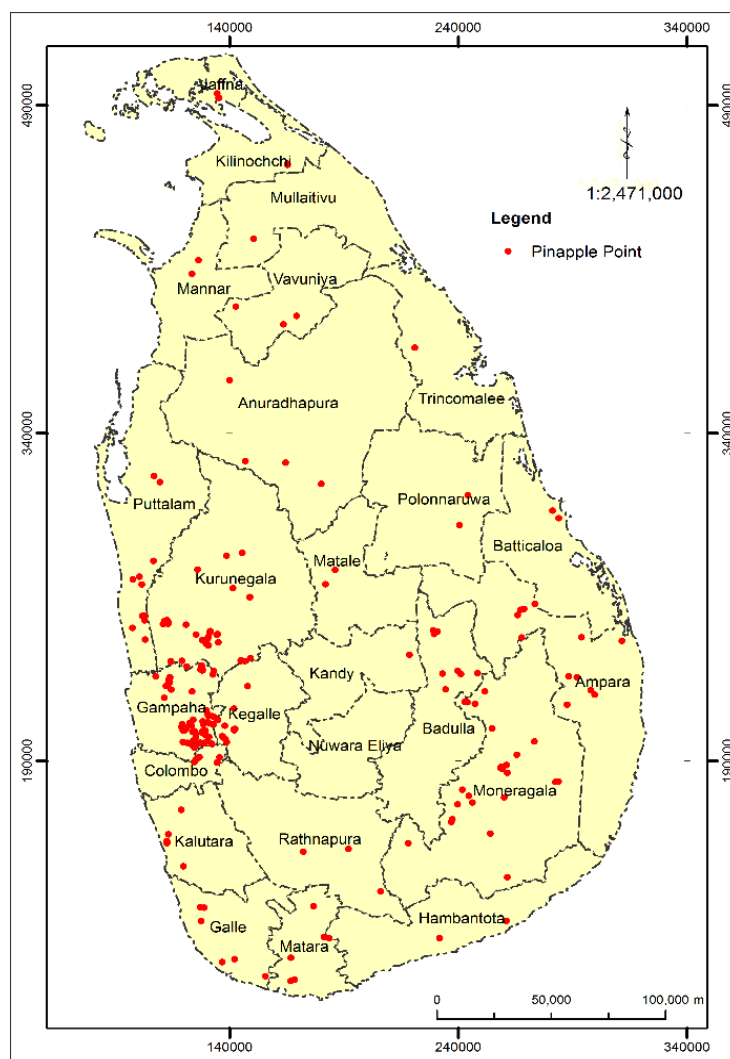 140000 240000 340000
490000 490000
Jaffna
Kilinochchi
Mullaitivu
1:2,471,000
Legend
Pinapple Point
Vavuniya
Mannar
Anuradhapura
Trincomalee
340000 340000
Polonnaruwa
Puttalam
Batticaloa
Matale
Kurunegala
Kandy
Ampara
Gampaha
Kegalle
Badulla
Nuwara Eliya
190000 190000
Colombo
Moneragala
Kalutara
Rathnapura
Hambantota
Galle
Matara
0 50,000 100,000 m
140000 240000 340000